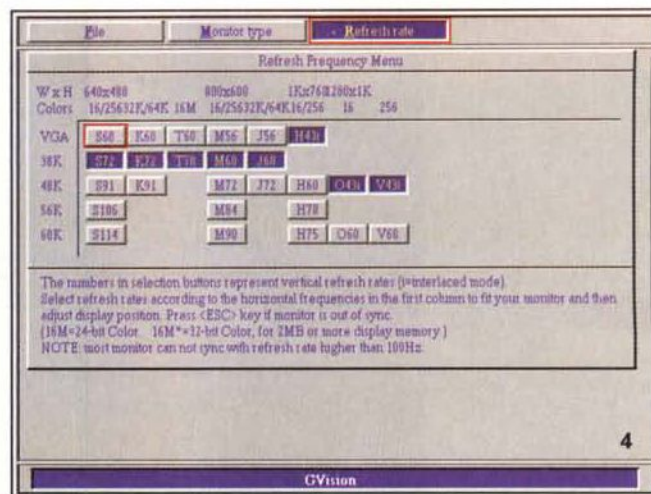 File Monitor type Refresh rate
Refresh Frequency Menu
W x H 640x480 800x600 1Kx768 1280x1K
Colors 16/256 32K/64K 16M 16/256 32K/64K 16/256 16 256
VGA S60 K60 T60 M56 J56 H43i
38K S72 K72 T70 M60 J60
48K S91 K91 M72 J72 H60 O43i V43i
56K S106 M84 H70
60K S114 M90 H75 O60 V60
The numbers in selection buttons represent vertical refresh rates (i=interlaced mode).
Select refresh rates according to the horizontal frequencies in the first column to fit your monitor and then
adjust display position. Press <ESC> key if monitor is out of sync.
(16M=24-bit Color. 16M*=32-bit Color, for 2MB or more display memory.)
NOTE: most monitor can not sync with refresh rate higher than 100Hz.
4
GVision